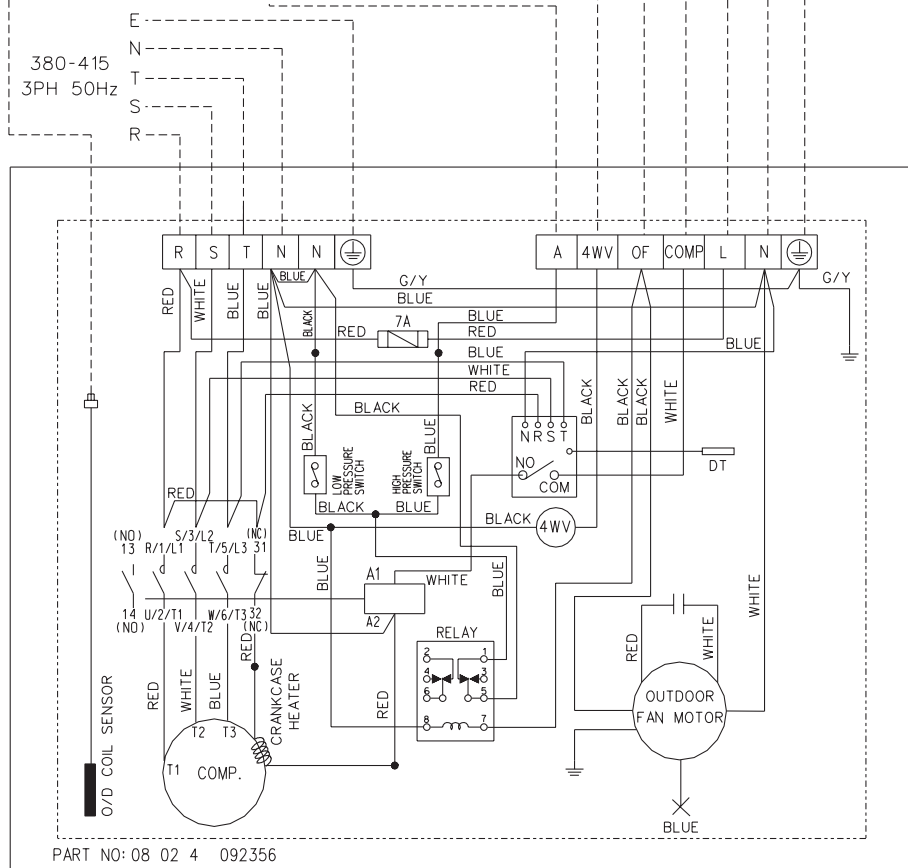 E
N
380-415
3PH 50Hz
T
S
R
R S T N N
A 4WV OF COMP L N
BLUE
G/Y
G/Y
BLUE
RED
WHITE
BLUE
BLUE
BLACK
7A
BLUE
RED
RED
BLUE
BLUE
WHITE
RED
BLACK
BLACK
BLUE
BLACK
BLACK
BLACK
WHITE
N R S T
DT
NO
COM
LOW
PRESSURE
SWITCH
HIGH
PRESSURE
SWITCH
BLACK
BLUE
RED
BLACK
4WV
BLUE
(NO)
13
R/1/L1
S/3/L2
T/5/L3
(NC)
31
BLUE
BLUE
A1
WHITE
A2
14
(NO)
U/2/T1
V/4/T2
W/6/T3
32
(NC)
RELAY
2 1
4 3
6 5
8 7
RED
WHITE
WHITE
RED
WHITE
BLUE
RED
CRANKCASE
HEATER
RED
OUTDOOR
FAN MOTOR
T1
T2
T3
COMP.
O/D COIL SENSOR
BLUE
PART NO: 08 02 4 092356